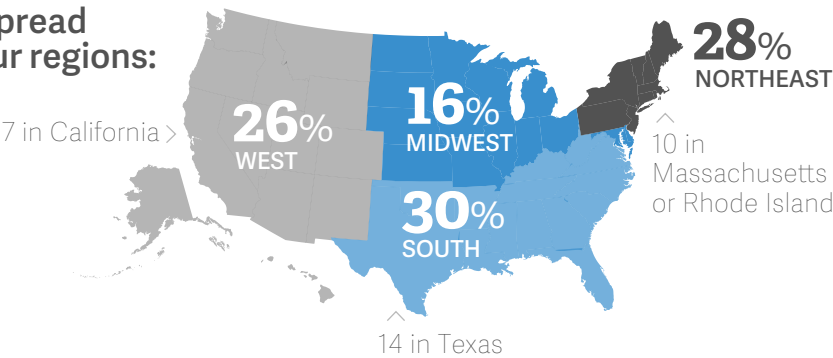 pread
ur regions:
28%
NORTHEAST
16%
MIDWEST
26%
WEST
7 in California >
10 in
Massachusetts
or Rhode Island
30%
SOUTH
14 in Texas